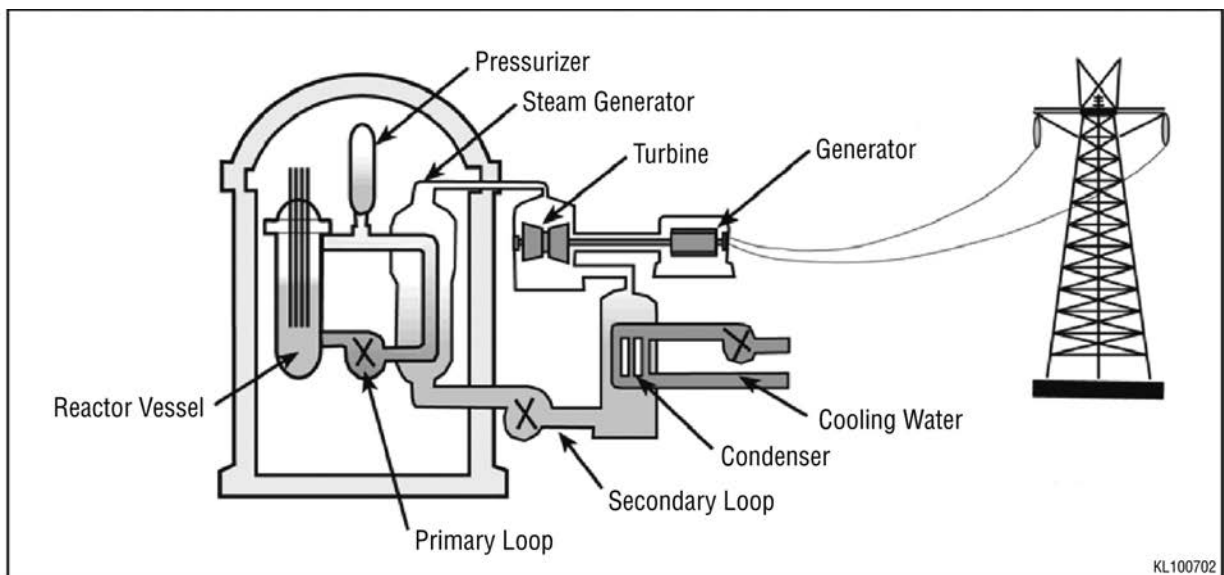 Pressurizer
Steam Generator
Turbine
Generator
Reactor Vessel
Cooling Water
Condenser
Secondary Loop
Primary Loop
KL100702